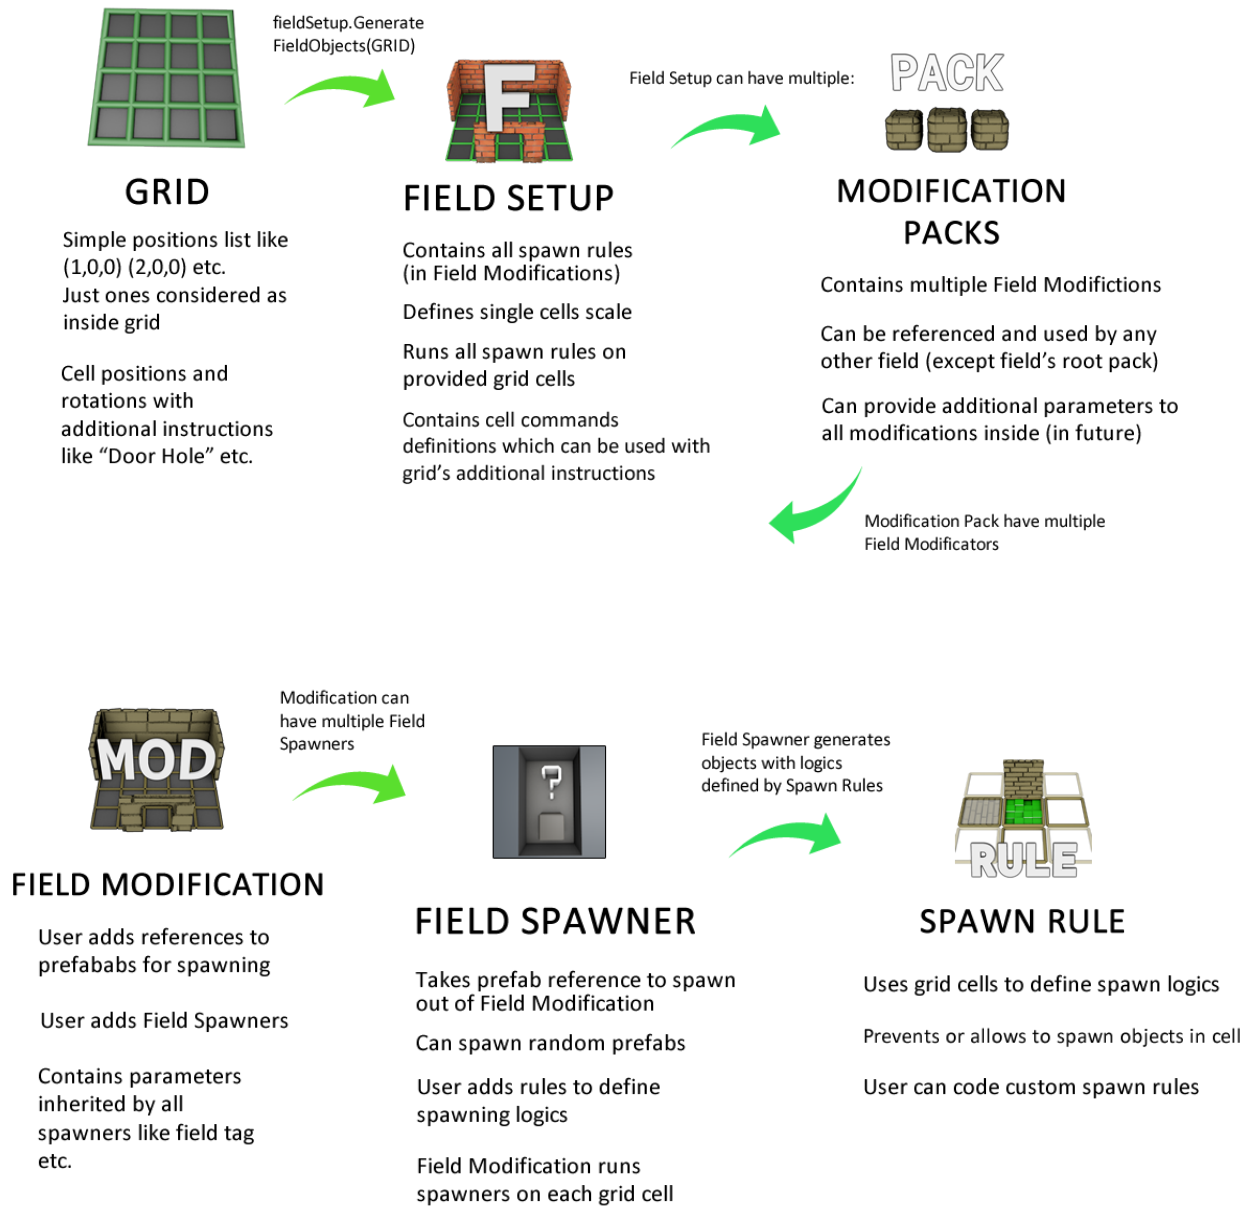 fieldSetup.Generate
FieldObjects(GRID)
F
Field Setup can have multiple:
PACK
GRID
Simple positions list like
(1,0,0) (2,0,0) etc.
Just ones considered as
inside grid
Cell positions and
rotations with
additional instructions
like “Door Hole” etc.
FIELD SETUP
Contains all spawn rules
(in Field Modifications)
Defines single cells scale
Runs all spawn rules on
provided grid cells
Contains cell commands
definitions which can be used with
grid’s additional instructions
MODIFICATION
PACKS
Contains multiple Field Modifictions
Can be referenced and used by any
other field (except field’s root pack)
Can provide additional parameters to
all modifications inside (in future)
Modification Pack have multiple
Field Modificators
MOD
Modification can
have multiple Field
Spawners
?
Field Spawner generates
objects with logics
defined by Spawn Rules
RULE
FIELD MODIFICATION
User adds references to
prefababs for spawning
User adds Field Spawners
Contains parameters
inherited by all
spawners like field tag
etc.
FIELD SPAWNER
Takes prefab reference to spawn
out of Field Modification
Can spawn random prefabs
User adds rules to define
spawning logics
Field Modification runs
spawners on each grid cell
SPAWN RULE
Uses grid cells to define spawn logics
Prevents or allows to spawn objects in cell
User can code custom spawn rules